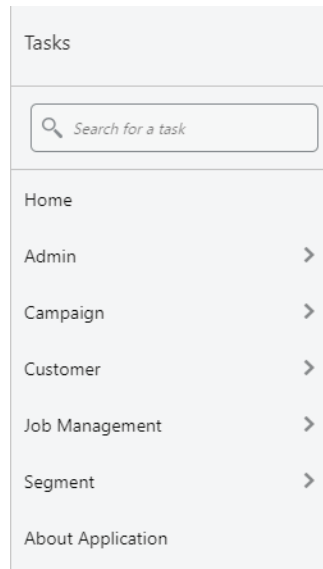 Tasks
Search for a task
Home
Admin
Campaign
Customer
Job Management
Segment
About Application